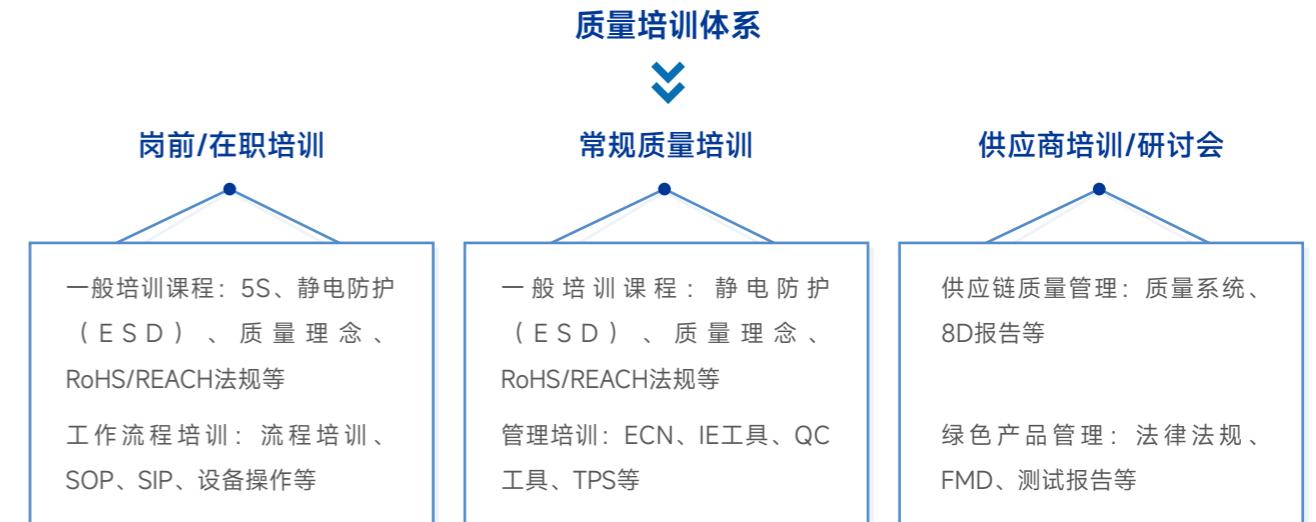 质量培训体系
岗前/在职培训
一般培训课程：5S、静电防护
（ESD）、质量理念、
RoHS/REACH法规等
工作流程培训：流程培训、
SOP、SIP、设备操作等
常规质量培训
一般培训课程：静电防护
（ESD）、质量理念、
RoHS/REACH法规等
管理培训：ECN、IE工具、QC
工具、TPS等
供应商培训/研讨会
供应链质量管理：质量系统、
8D报告等
绿色产品管理：法律法规、
FMD、测试报告等